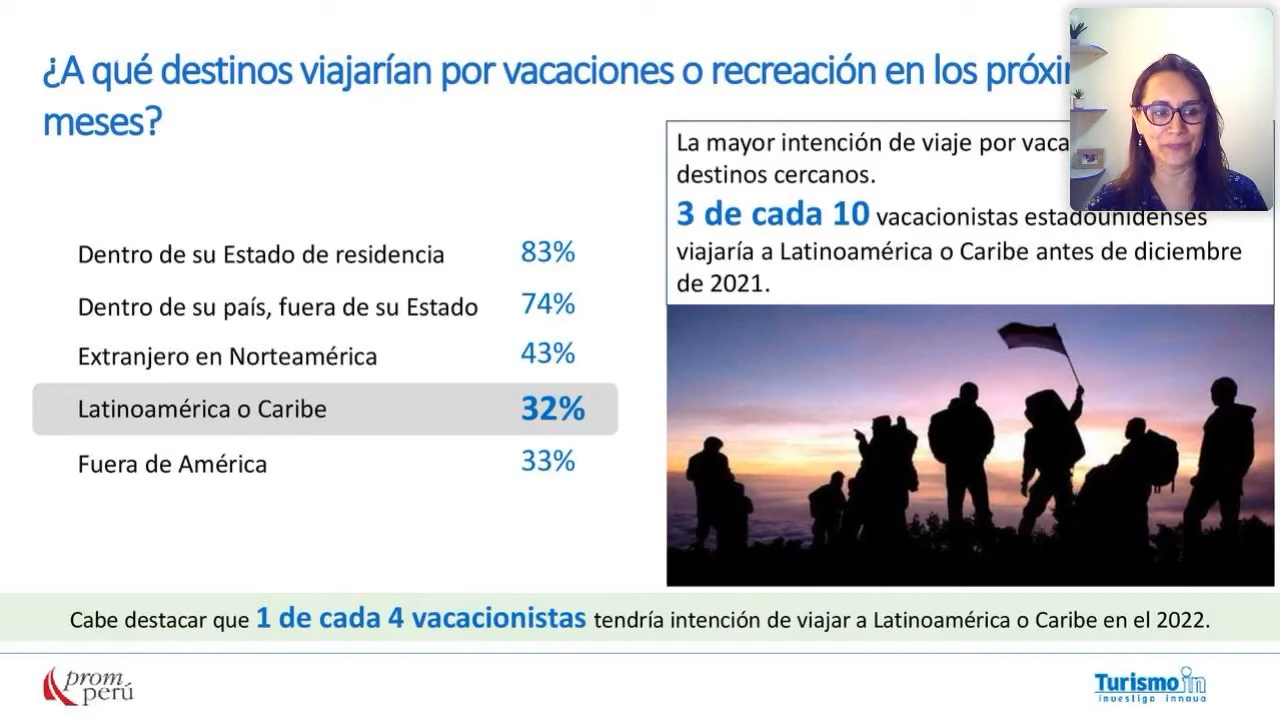 ¿A qué destinos viajarían por vacaciones o recreación en los
meses?
La mayor intención de viaje por
destinos cercanos.
3 de cada 10 vacacionistas estadounidenses
viajaría a Latinoamérica o Caribe antes de diciembre
de 2021.
Dentro de su Estado de residencia 83%
Dentro de su país, fuera de su Estado 74%
Extranjero en Norteamérica 43%
Latinoamérica o Caribe 32%
Fuera de América 33%
Cabe destacar que 1 de cada 4 vacacionistas tendría intención de viajar a Latinoamérica o Caribe en el 2022.
prom
perú
Turismo in
investiga innova